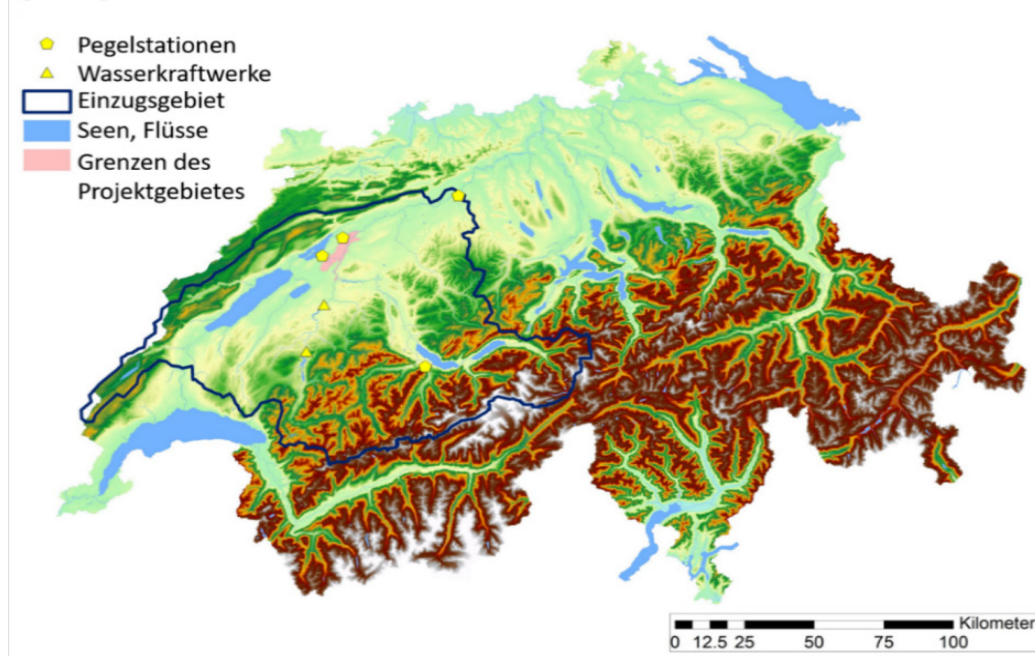 Pegelstationen
Wasserkraftwerke
Einzugsgebiet
Seen, Flüsse
Grenzen des
Projektgebietes
Kilometer
0 12.5 25 50 75 100